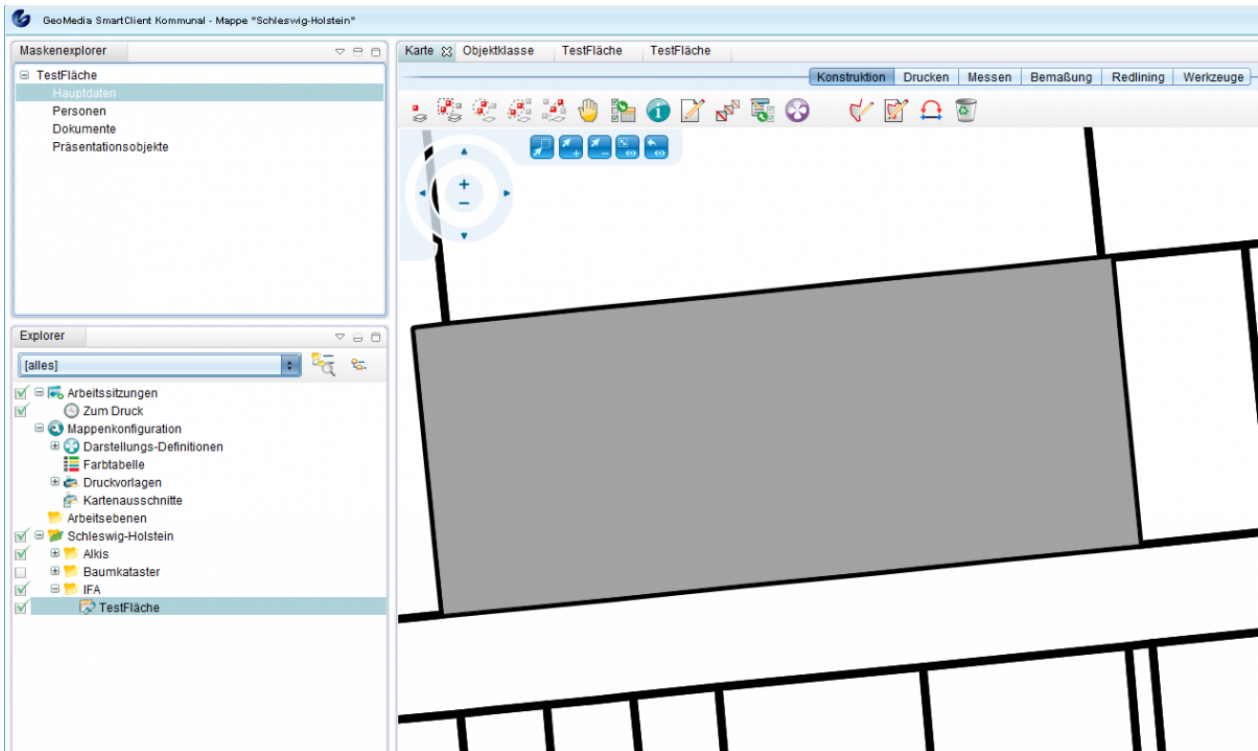 GeoMedia SmartClient Kommunal - Mappe "Schleswig-Holstein"
Maskenexplorer
TestFläche
Hauptdaten
Personen
Dokumente
Präsentationsobjekte
Explorer
[alles]
Arbeitssitzungen
Zum Druck
Mappenkonfiguration
Darstellungs-Definitionen
Farbtabelle
Druckvorlagen
Kartenausschnitte
Arbeitsebenen
Schleswig-Holstein
Alkis
Baumkataster
IFA
TestFläche
Karte Objektklasse TestFläche TestFläche
Konstruktion Drucken Messen Bemaßung Redlining Werkzeuge